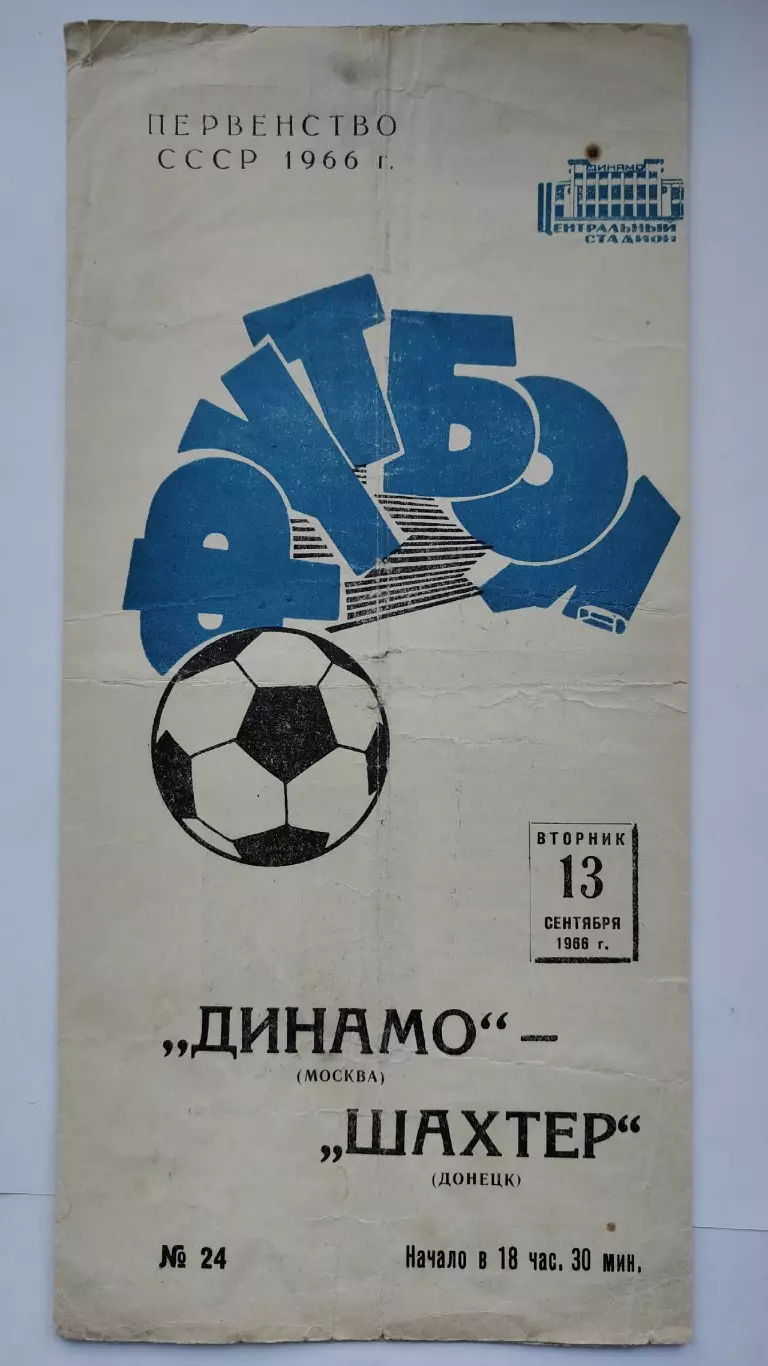 ПЕРВЕНСТВО
СССР 1966 г.
ДИНАМО
ЦЕНТРАЛЬНЫЙ
СТАДИОН
ФУТБОЛ
ВТОРНИК
13
СЕНТЯБРЯ
1966 г.
„ДИНАМО“ –
(МОСКВА)
„ШАХТЕР“
(ДОНЕЦК)
№ 24
Начало в 18 час. 30 мин.